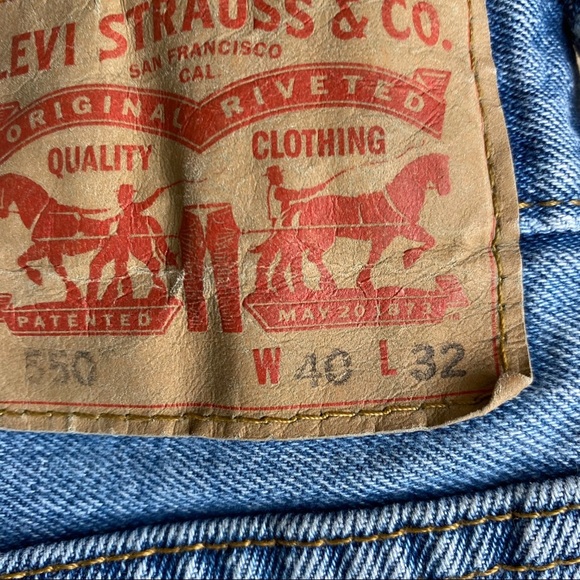 LEVI STRAUSS & CO.
SAN FRANCISCO
CAL
ORIGINAL RIVETED
QUALITY CLOTHING
PATENTED MAY 20 1873
550 W 40 L 32